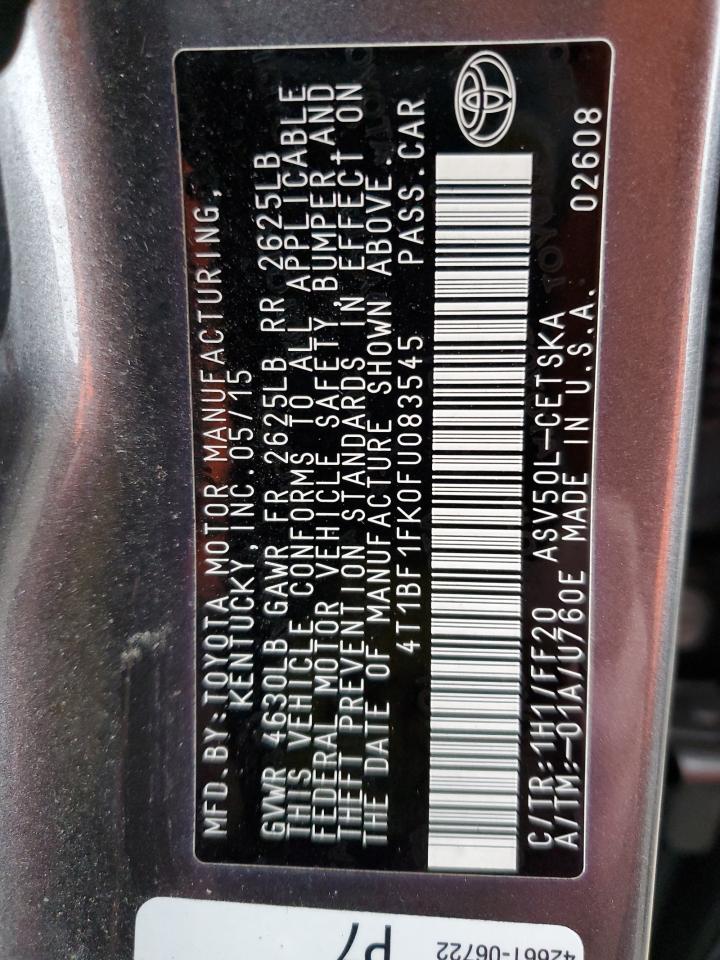 MFD.BY:TOYOTA MOTOR MANUFACTURING,
KENTUCKY, INC. 05/15
GVWR 4630LB GAWR FR 2625LB RR 2625LB
THIS VEHICLE CONFORMS TO ALL APPLICABLE
FEDERAL MOTOR VEHICLE SAFETY, BUMPER AND
THEFT PREVENTION STANDARDS IN EFFECT ON
THE DATE OF MANUFACTURE SHOWN ABOVE.
4T1BF1FK0FU083545 PASS.CAR
C/TR:1H1/FF20 ASV50L-CETSKA
A/TM:-01A/U760E MADE IN U.S.A. 02608
42661-06722